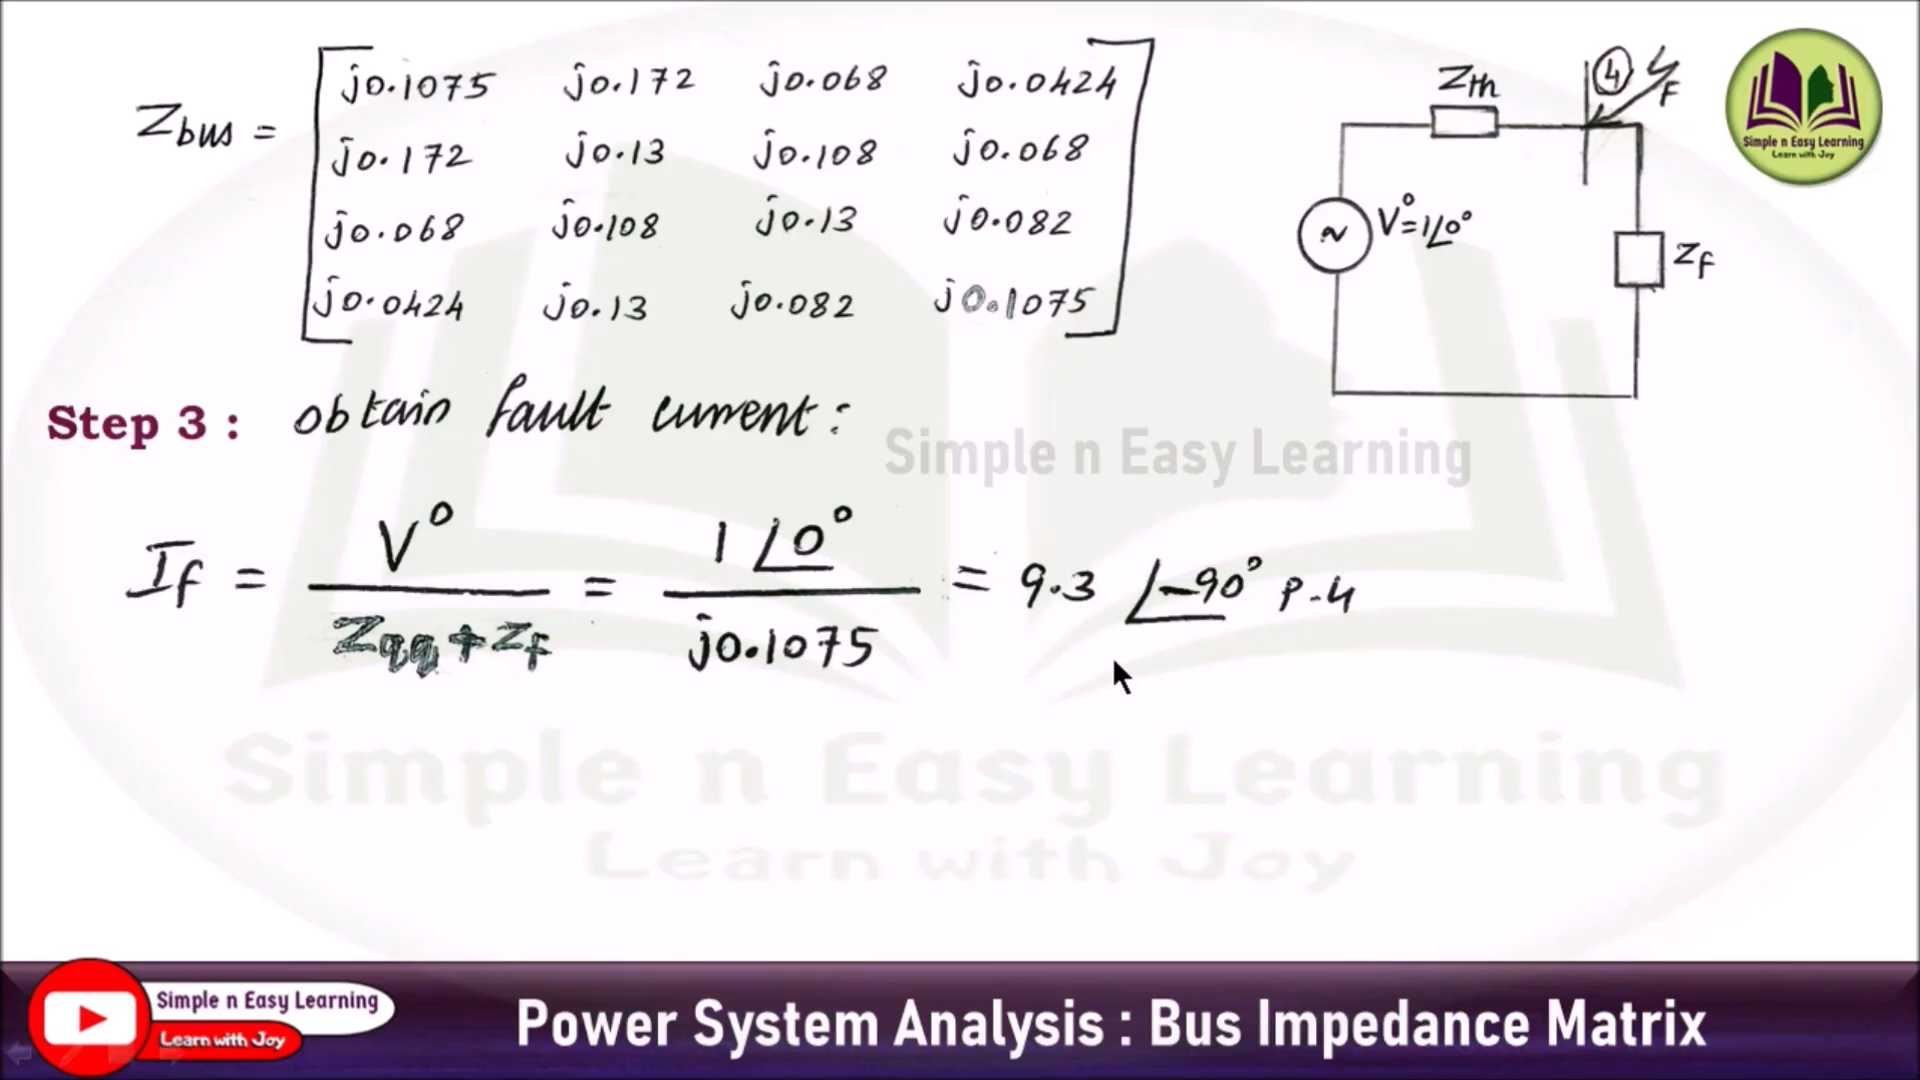 Zbus =
j0.1075 j0.172 j0.068 j0.0424
j0.172 j0.13 j0.108 j0.068
j0.068 j0.108 j0.13 j0.082
j0.0424 j0.13 j0.082 j0.1075
Zth
4
F
V° = 1∠0°
Zf
Simple n Easy Learning
Learn with Joy
Step 3 : obtain fault current :
Simple n Easy Learning
If = V° / Zqq + Zf = 1∠0° / j0.1075 = 9.3 ∠-90° P.u
Simple n Easy Learning
Learn with Joy
Simple n Easy Learning
Learn with Joy
Power System Analysis : Bus Impedance Matrix